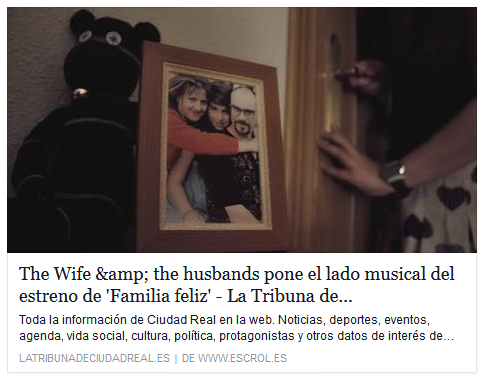 The Wife &amp; the husbands pone el lado musical del
estreno de 'Familia feliz' - La Tribuna de...
Toda la información de Ciudad Real en la web. Noticias, deportes, eventos,
agenda, vida social, cultura, política, protagonistas y otros datos de interés de...
LATRIBUNADECIUDADREAL.ES | DE WWW.ESCROL.ES